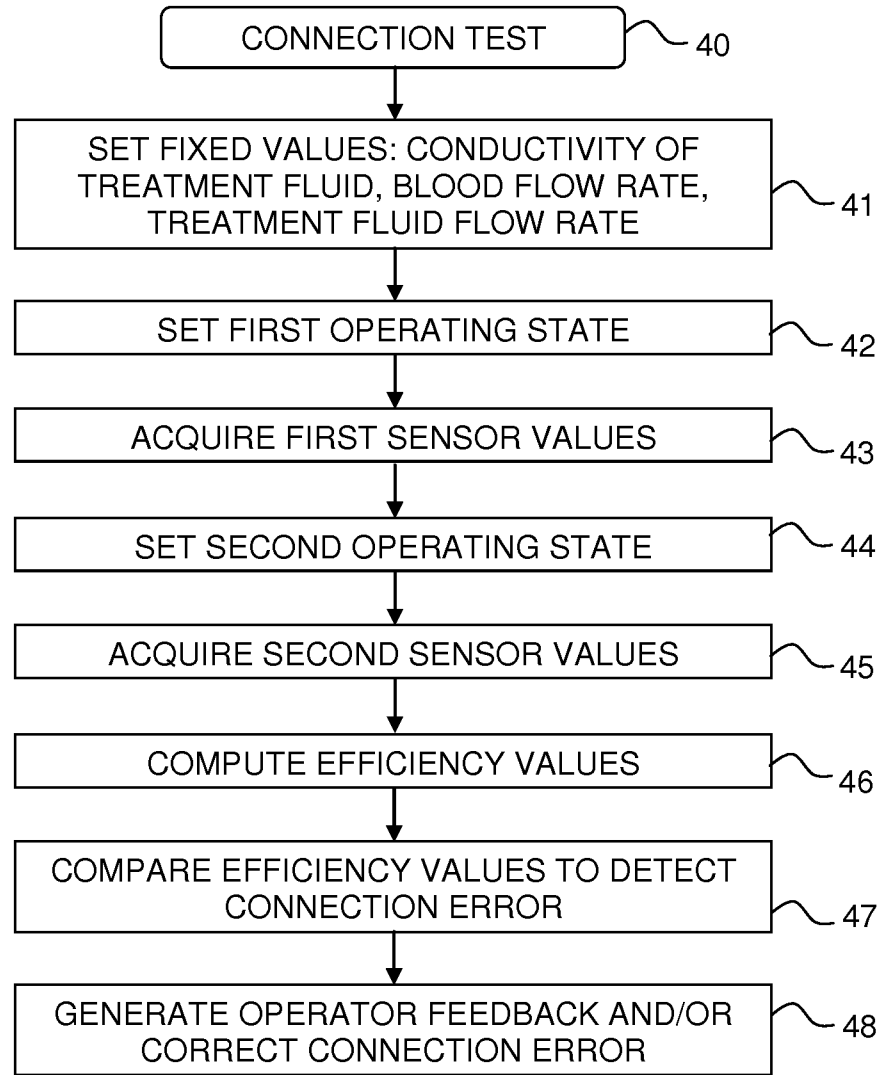 CONNECTION TEST
40
SET FIXED VALUES: CONDUCTIVITY OF
TREATMENT FLUID, BLOOD FLOW RATE,
TREATMENT FLUID FLOW RATE
41
SET FIRST OPERATING STATE
42
ACQUIRE FIRST SENSOR VALUES
43
SET SECOND OPERATING STATE
44
ACQUIRE SECOND SENSOR VALUES
45
COMPUTE EFFICIENCY VALUES
46
COMPARE EFFICIENCY VALUES TO DETECT
CONNECTION ERROR
47
GENERATE OPERATOR FEEDBACK AND/OR
CORRECT CONNECTION ERROR
48